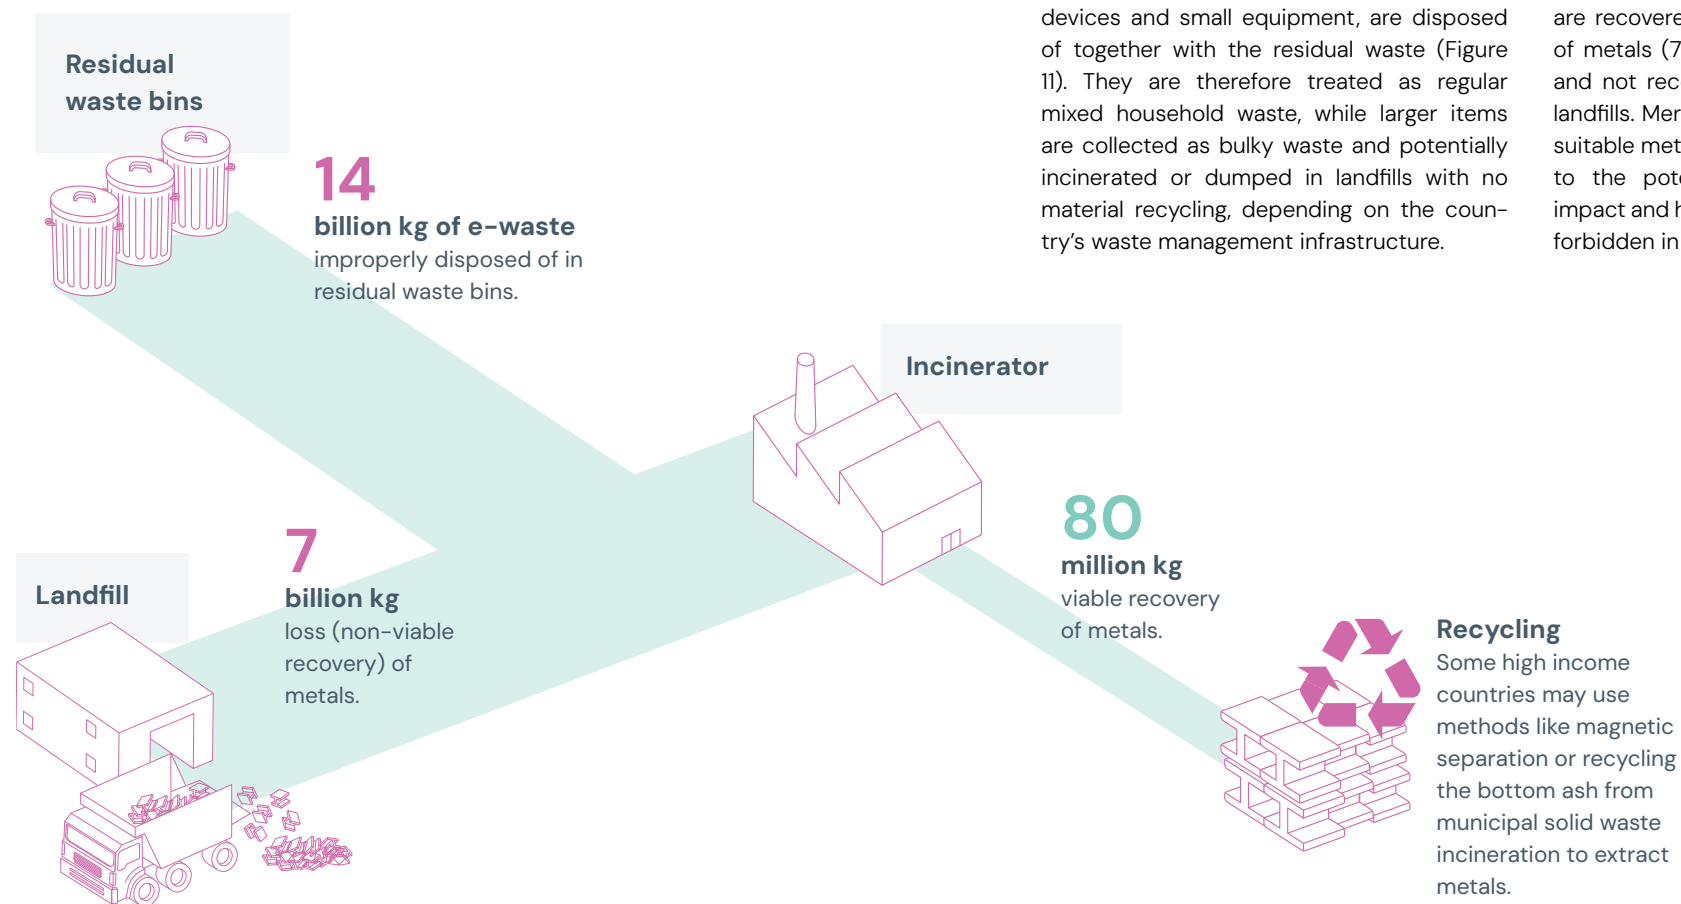 devices and small equipment, are disposed
of together with the residual waste (Figure
11). They are therefore treated as regular
mixed household waste, while larger items
are collected as bulky waste and potentially
incinerated or dumped in landfills with no
material recycling, depending on the coun-
try's waste management infrastructure.
are recovere
of metals (7
and not rec
landfills. Mer
suitable met
to the pot
impact and h
forbidden in
Residual
waste bins
14
billion kg of e-waste
improperly disposed of in
residual waste bins.
Incinerator
Landfill
7
billion kg
loss (non-viable
recovery) of
metals.
80
million kg
viable recovery
of metals.
Recycling
Some high income
countries may use
methods like magnetic
separation or recycling
the bottom ash from
municipal solid waste
incineration to extract
metals.